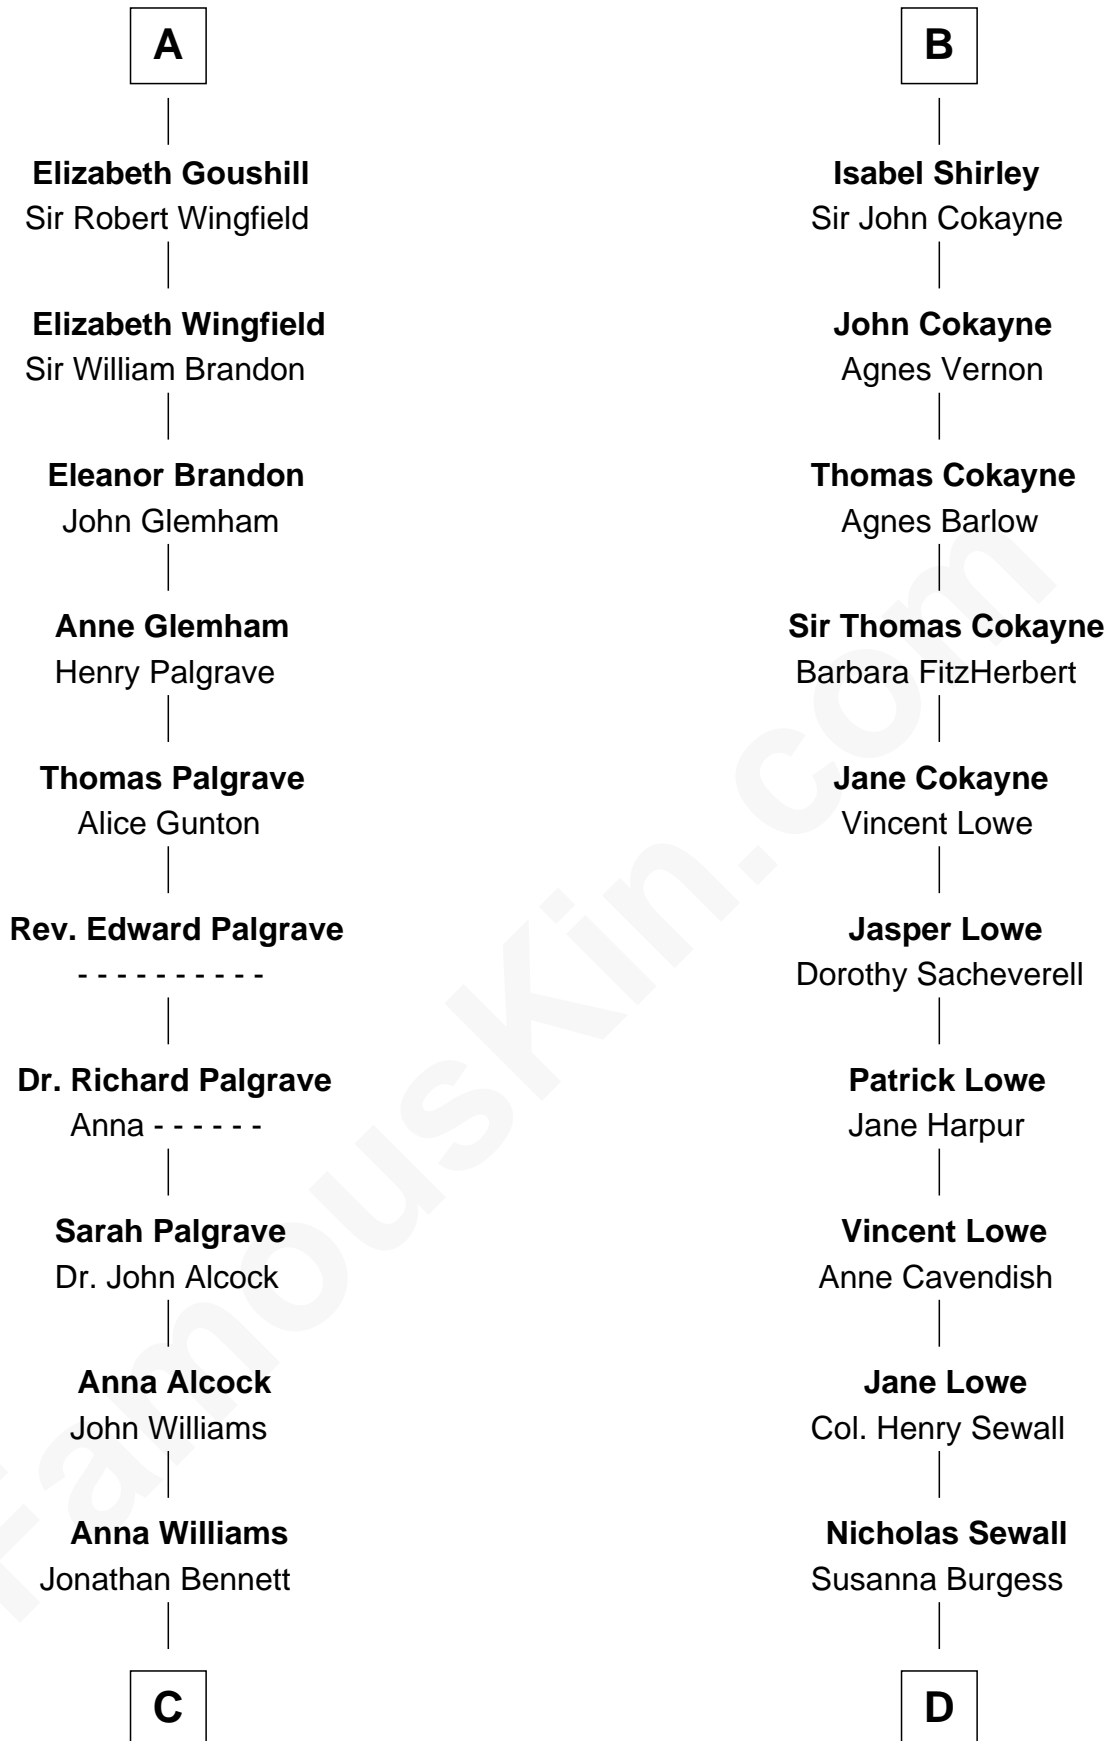 A
Elizabeth Goushill
Sir Robert Wingfield
Elizabeth Wingfield
Sir William Brandon
Eleanor Brandon
John Glemham
Anne Glemham
Henry Palgrave
Thomas Palgrave
Alice Gunton
Rev. Edward Palgrave
- - - - - - - - - -
Dr. Richard Palgrave
Anna - - - - - -
Sarah Palgrave
Dr. John Alcock
Anna Alcock
John Williams
Anna Williams
Jonathan Bennett
C
B
Isabel Shirley
Sir John Cokayne
John Cokayne
Agnes Vernon
Thomas Cokayne
Agnes Barlow
Sir Thomas Cokayne
Barbara FitzHerbert
Jane Cokayne
Vincent Lowe
Jasper Lowe
Dorothy Sacheverell
Patrick Lowe
Jane Harpur
Vincent Lowe
Anne Cavendish
Jane Lowe
Col. Henry Sewall
Nicholas Sewall
Susanna Burgess
D
FamousKin.com